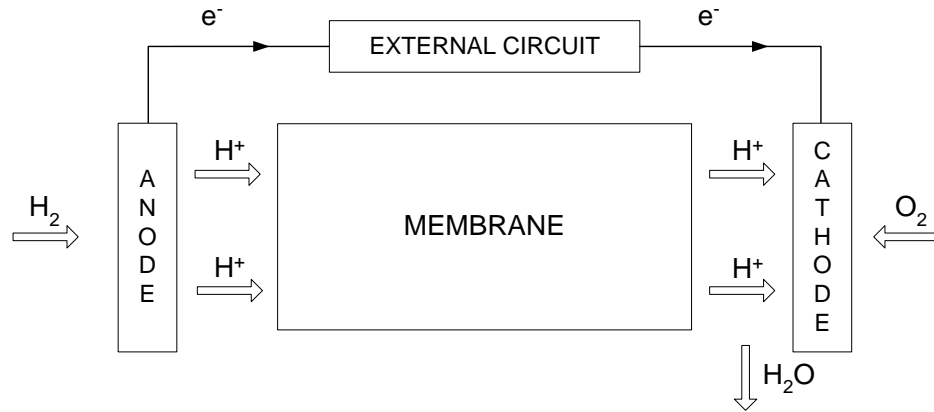 e⁻
e⁻
EXTERNAL CIRCUIT
H⁺
H⁺
H₂
ANODE
MEMBRANE
CATHODE
O₂
H⁺
H⁺
H₂O